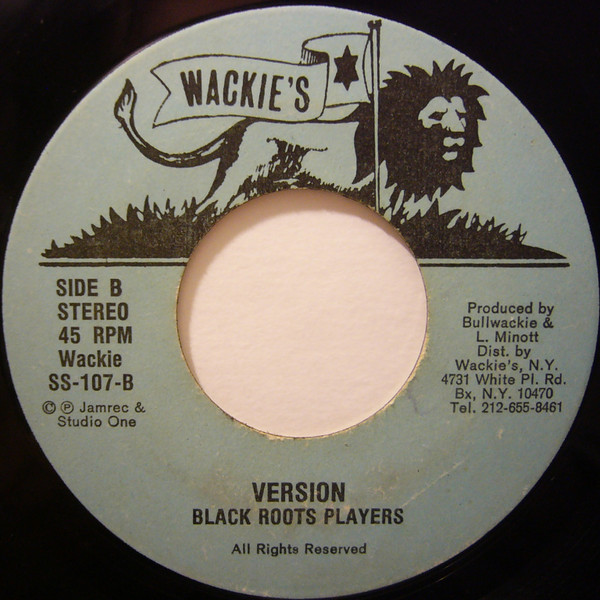 WACKIE'S
SIDE B
STEREO
45 RPM
Wackie
SS-107-B
© ℗ Jamrec &
Studio One
Produced by
Bullwackie &
L. Minott
Dist. by
Wackie's, N.Y.
4731 White Pl. Rd.
Bx, N.Y. 10470
Tel. 212-655-8461
VERSION
BLACK ROOTS PLAYERS
All Rights Reserved